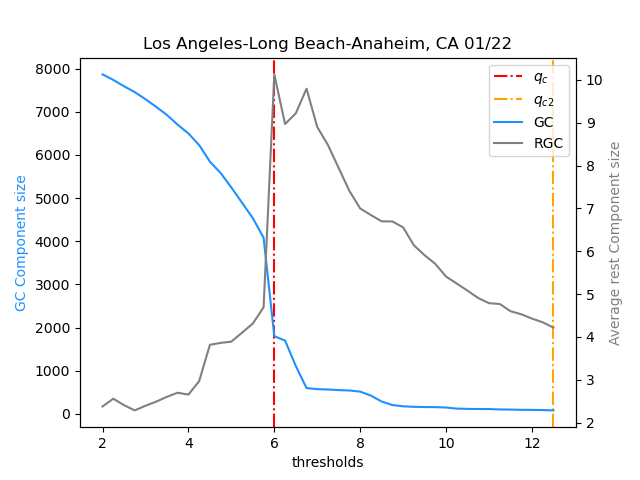 Los Angeles-Long Beach-Anaheim, CA 01/22
8000
7000
6000
5000
4000
3000
2000
1000
0
GC Component size
10
9
8
7
6
5
4
3
2
Average rest Component size
q_c
q_c2
GC
RGC
2 4 6 8 10 12
thresholds